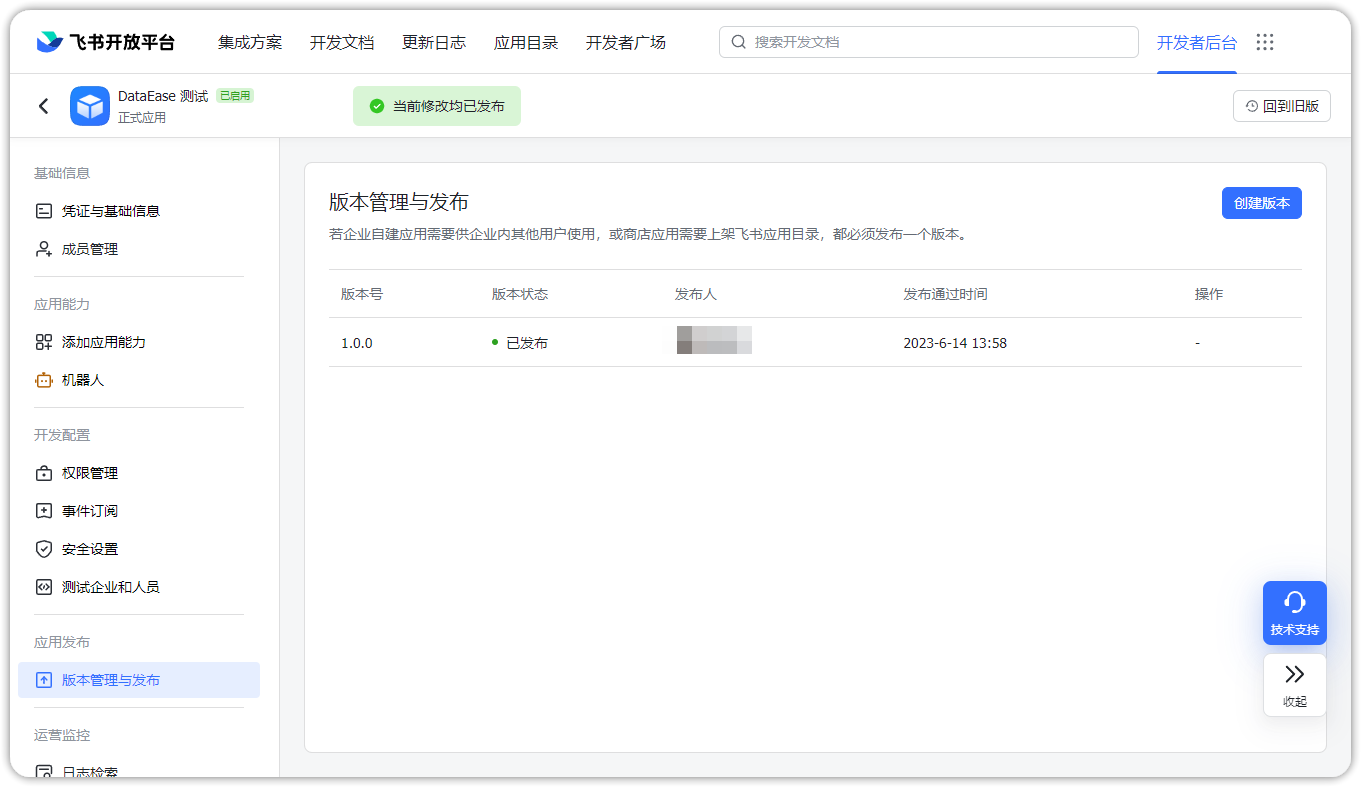 飞书开放平台 集成方案 开发文档 更新日志 应用目录 开发者广场 搜索开发文档 开发者后台
DataEase 测试 已启用
正式应用
当前修改均已发布
回到旧版
基础信息
凭证与基础信息
成员管理
应用能力
添加应用能力
机器人
开发配置
权限管理
事件订阅
安全设置
测试企业和人员
应用发布
版本管理与发布
运营监控
日志检索
版本管理与发布
创建版本
若企业自建应用需要供企业内其他用户使用，或商店应用需要上架飞书应用目录，都必须发布一个版本。
版本号 版本状态 发布人 发布通过时间 操作
1.0.0 已发布 2023-6-14 13:58 -
技术支持
收起